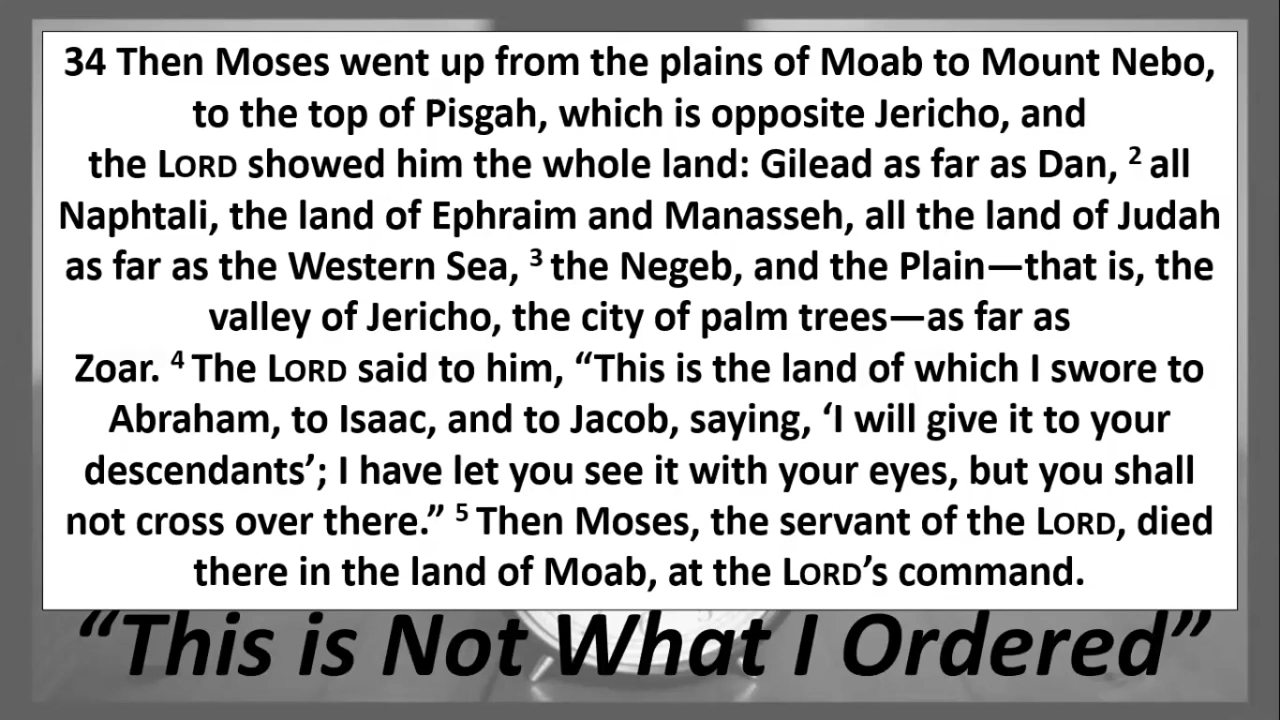 34 Then Moses went up from the plains of Moab to Mount Nebo,
to the top of Pisgah, which is opposite Jericho, and
the LORD showed him the whole land: Gilead as far as Dan, 2 all
Naphtali, the land of Ephraim and Manasseh, all the land of Judah
as far as the Western Sea, 3 the Negeb, and the Plain—that is, the
valley of Jericho, the city of palm trees—as far as
Zoar. 4 The LORD said to him, “This is the land of which I swore to
Abraham, to Isaac, and to Jacob, saying, ‘I will give it to your
descendants’; I have let you see it with your eyes, but you shall
not cross over there.” 5 Then Moses, the servant of the LORD, died
there in the land of Moab, at the LORD’s command.
“This is Not What I Ordered”